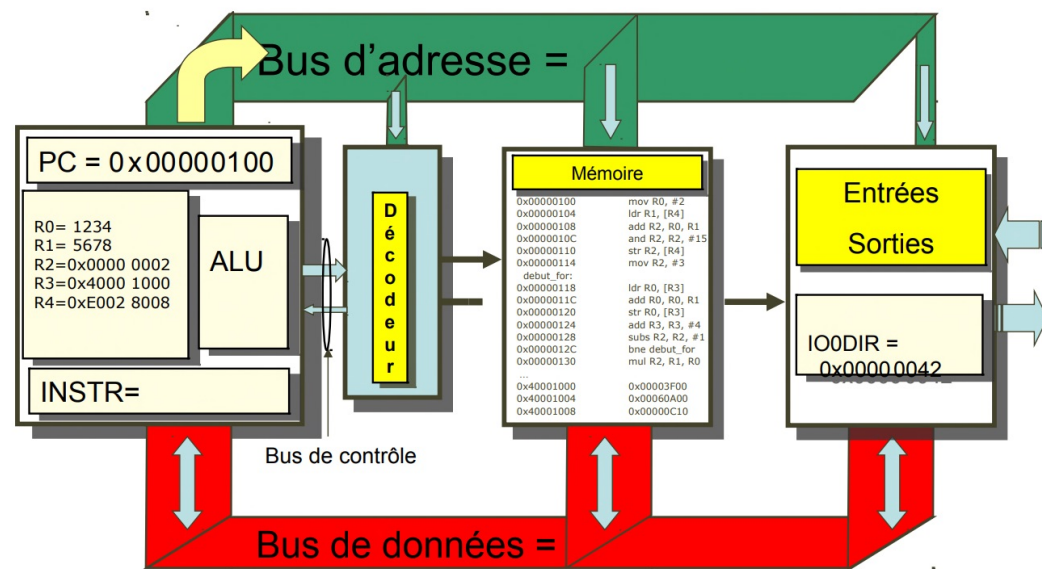 Bus d'adresse =
PC = 0x00000100
R0= 1234
R1= 5678
R2=0x0000 0002
R3=0x4000 1000
R4=0xE002 8008
ALU
INSTR=
Bus de contrôle
Décodeur
Mémoire
0x00000100 mov R0, #2
0x00000104 ldr R1, [R4]
0x00000108 add R2, R0, R1
0x0000010C and R2, R2, #15
0x00000110 str R2, [R4]
0x00000114 mov R2, #3
debut_for:
0x00000118 ldr R0, [R3]
0x0000011C add R0, R0, R1
0x00000120 str R0, [R3]
0x00000124 add R3, R3, #4
0x00000128 subs R2, R2, #1
0x0000012C bne debut_for
0x00000130 mul R2, R1, R0
...
0x40001000 0x00003F00
0x40001004 0x00060A00
0x40001008 0x00000C10
Entrées
Sorties
IO0DIR =
0x00000042
Bus de données =